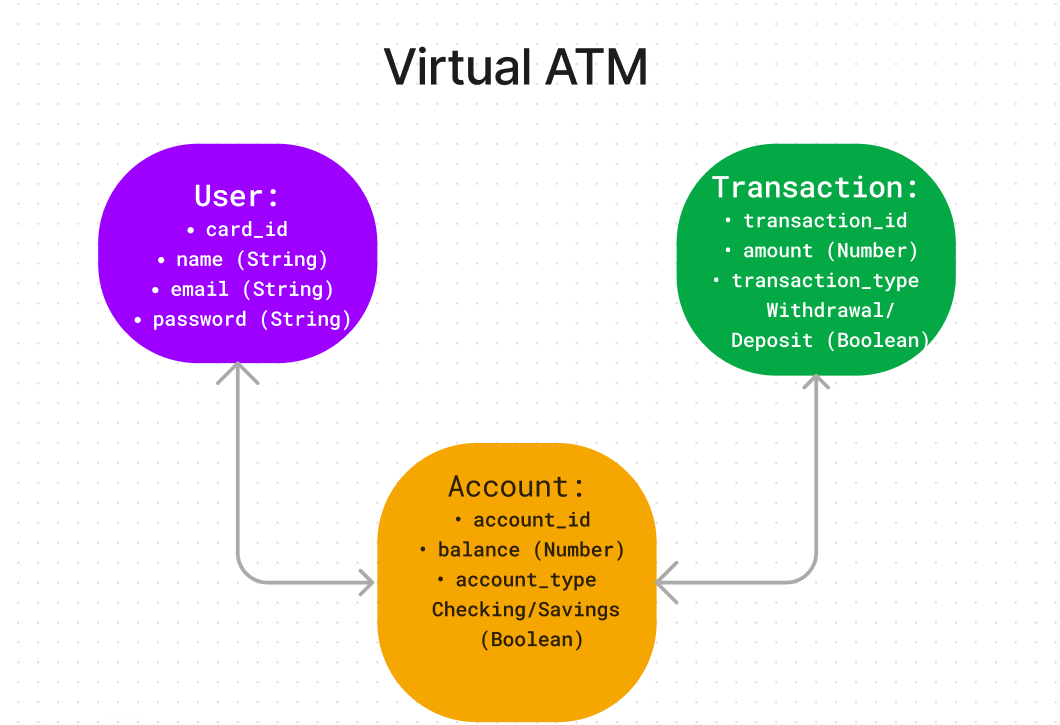 Virtual ATM
User:
• card_id
• name (String)
• email (String)
• password (String)
Transaction:
• transaction_id
• amount (Number)
• transaction_type
Withdrawal/
Deposit (Boolean)
Account:
• account_id
• balance (Number)
• account_type
Checking/Savings
(Boolean)